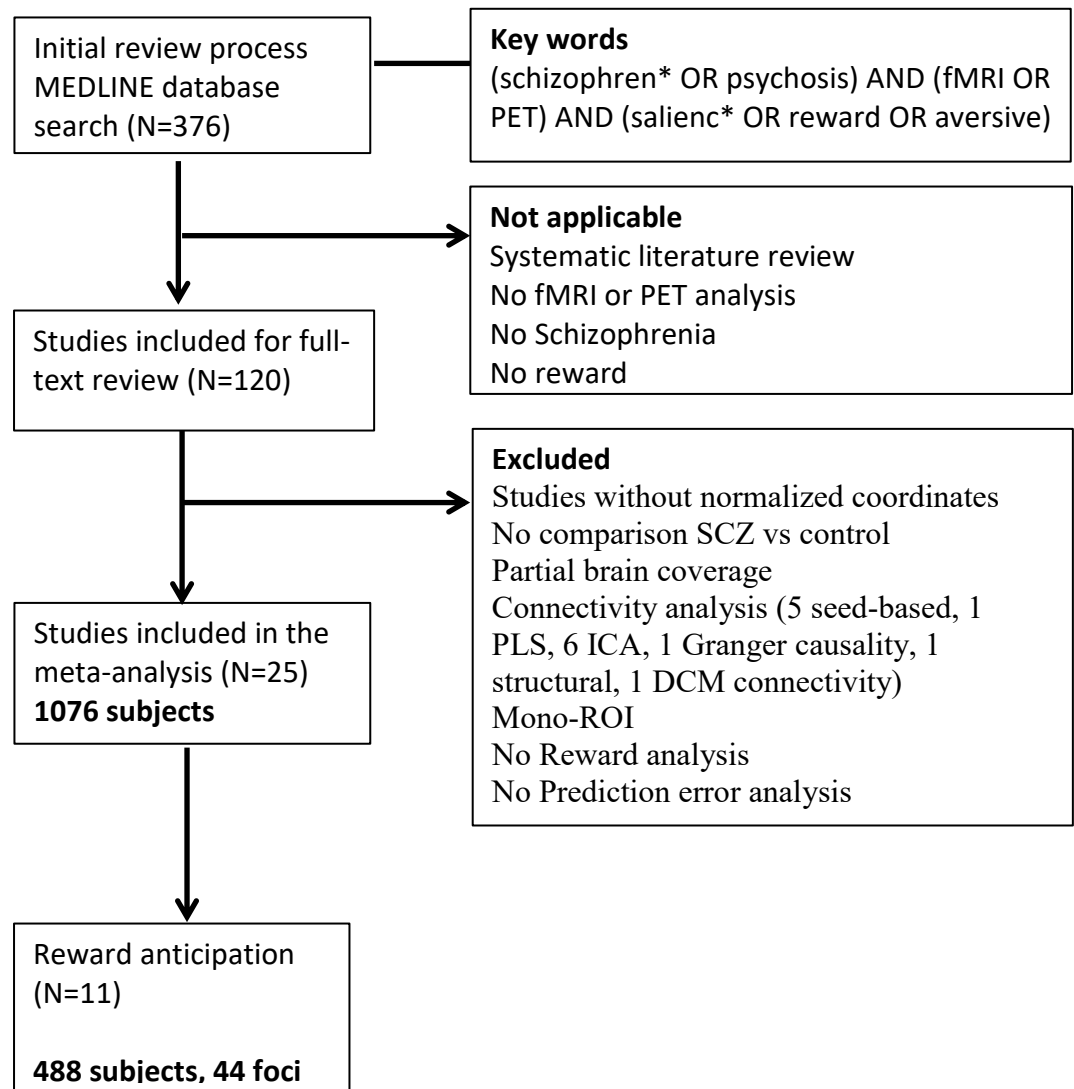 Initial review process
MEDLINE database
search (N=376)
Key words
(schizophren* OR psychosis) AND (fMRI OR
PET) AND (salienc* OR reward OR aversive)
Not applicable
Systematic literature review
No fMRI or PET analysis
No Schizophrenia
No reward
Studies included for full-
text review (N=120)
Excluded
Studies without normalized coordinates
No comparison SCZ vs control
Partial brain coverage
Connectivity analysis (5 seed-based, 1
PLS, 6 ICA, 1 Granger causality, 1
structural, 1 DCM connectivity)
Mono-ROI
No Reward analysis
No Prediction error analysis
Studies included in the
meta-analysis (N=25)
1076 subjects
Reward anticipation
(N=11)
488 subjects, 44 foci